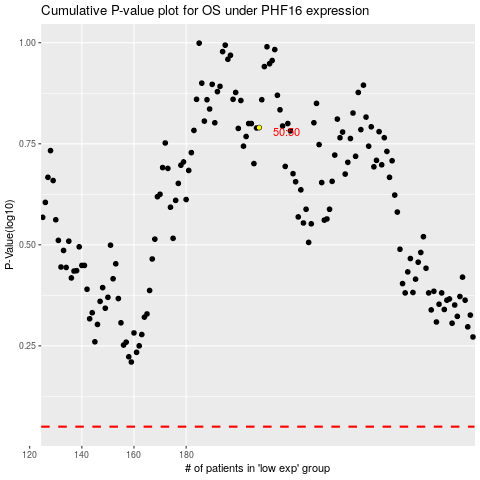 Cumulative P-value plot for OS under PHF16 expression
P-Value(log10)
1.00
0.75
0.50
0.25
50:50
120 140 160 180
# of patients in 'low exp' group